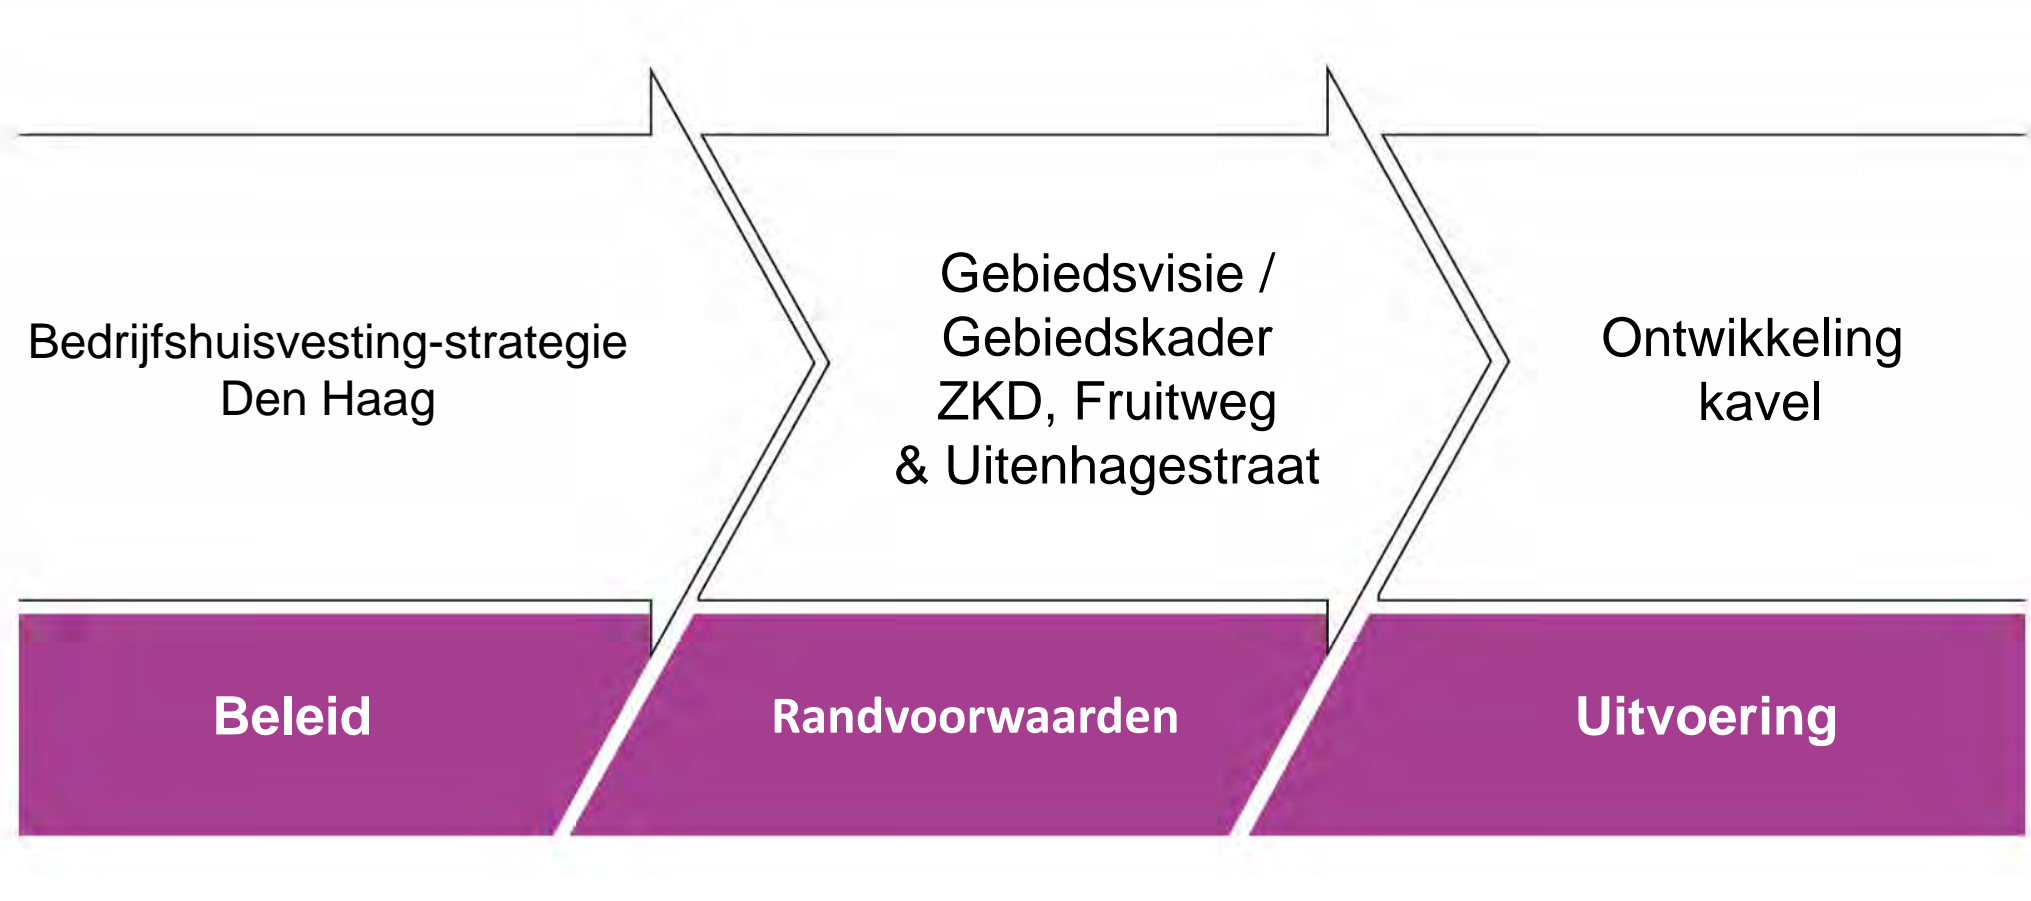 Bedrijfshuisvesting-strategie
Den Haag
Gebiedsvisie /
Gebiedskader
ZKD, Fruitweg
& Uitenhagestraat
Ontwikkeling
kavel
Beleid
Randvoorwaarden
Uitvoering